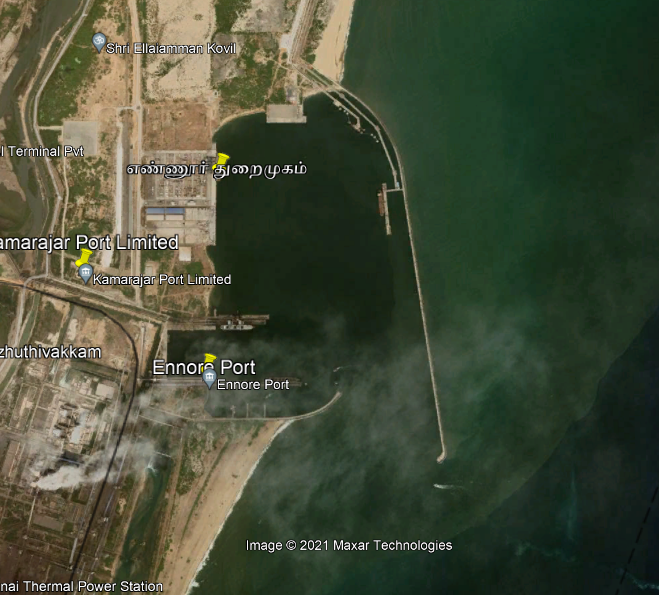 Shri Ellaiamman Kovil
l Terminal Pvt
எண்ணூர் துறைமுகம்
amarajar Port Limited
Kamarajar Port Limited
zhuthivakkam
Ennore Port
Ennore Port
Image © 2021 Maxar Technologies
nai Thermal Power Station